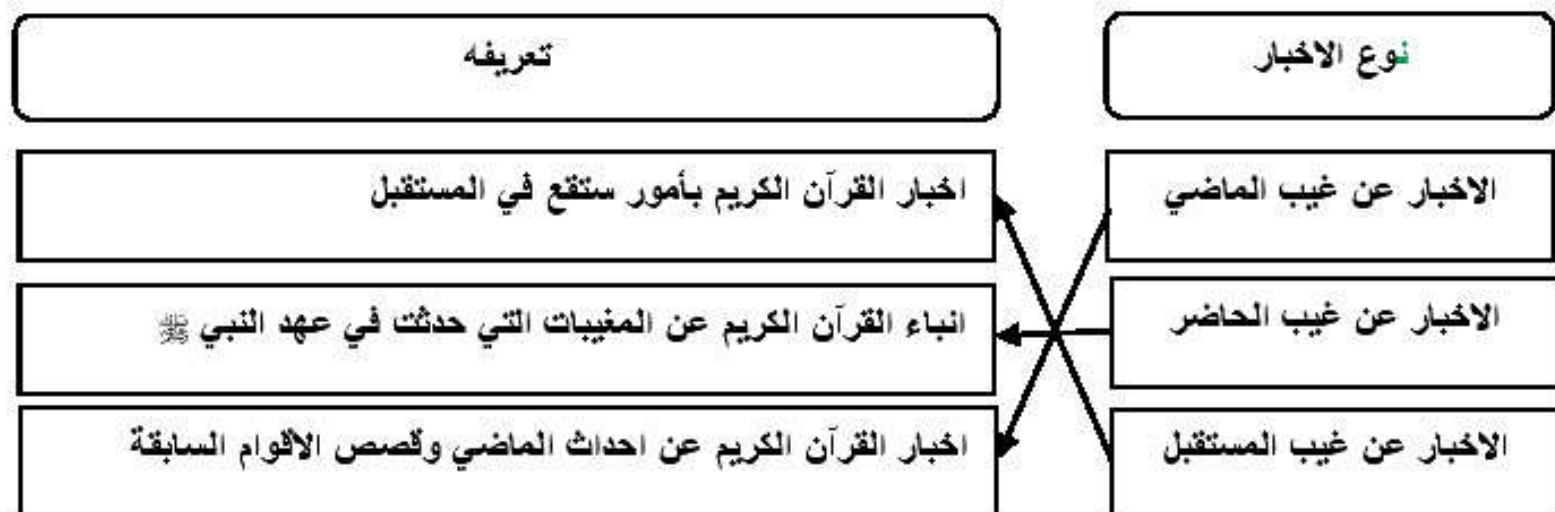 نوع الاخبار
تعريفه
الاخبار عن غيب الماضي
اخبار القرآن الكريم بأمور ستقع في المستقبل
الاخبار عن غيب الحاضر
انباء القرآن الكريم عن المغيبات التي حدثت في عهد النبي ﷺ
الاخبار عن غيب المستقبل
اخبار القرآن الكريم عن احداث الماضي وقصص الاقوام السابقة